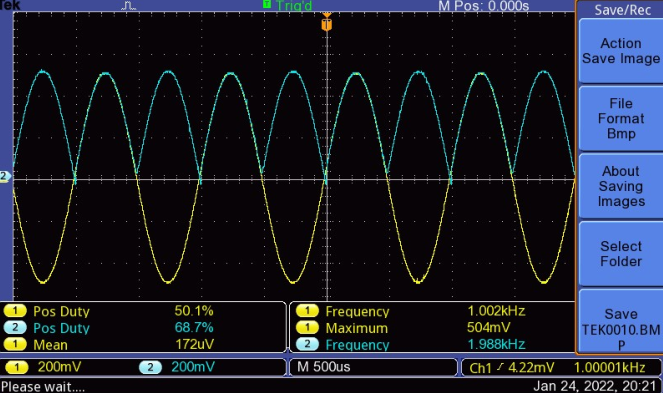 Tek
T Trig'd
M Pos: 0.000s
Save/Rec
T
Action
Save Image
File
Format
Bmp
About
Saving
Images
Select
Folder
Save
TEK0010.BM
P
2
1 Pos Duty 50.1%
2 Pos Duty 68.7%
1 Mean 172uV
1 Frequency 1.002kHz
1 Maximum 504mV
2 Frequency 1.988kHz
1 200mV 2 200mV M 500us Ch1 / 4.22mV 1.00001kHz
Please wait.... Jan 24, 2022, 20:21